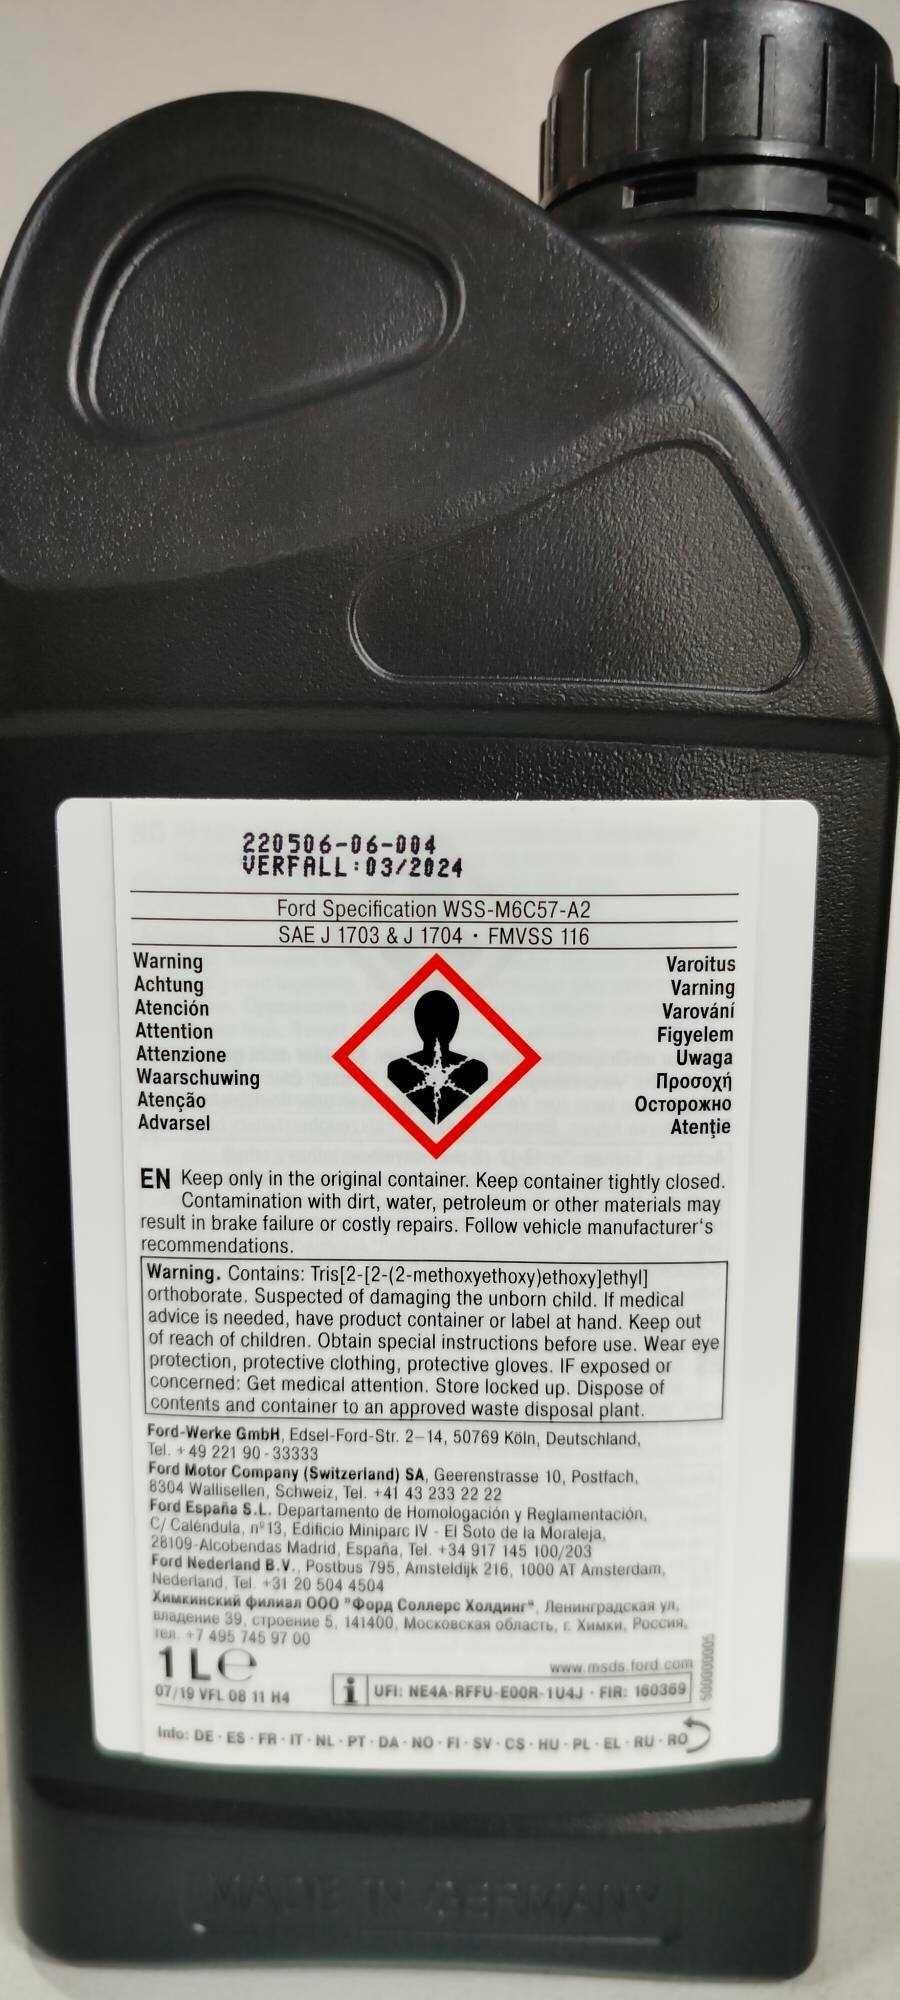 220506-06-004
VERFALL:03/2024
Ford Specification WSS-M6C57-A2
SAE J 1703 & J 1704 · FMVSS 116
Warning
Achtung
Atención
Attention
Attenzione
Waarschuwing
Atenção
Advarsel
Varoitus
Varning
Varování
Figyelem
Uwaga
Προσοχή
Осторожно
Atenţie
EN Keep only in the original container. Keep container tightly closed.
Contamination with dirt, water, petroleum or other materials may
result in brake failure or costly repairs. Follow vehicle manufacturer‘s
recommendations.
Warning. Contains: Tris[2-[2-(2-methoxyethoxy)ethoxy]ethyl]
orthoborate. Suspected of damaging the unborn child. If medical
advice is needed, have product container or label at hand. Keep out
of reach of children. Obtain special instructions before use. Wear eye
protection, protective clothing, protective gloves. IF exposed or
concerned: Get medical attention. Store locked up. Dispose of
contents and container to an approved waste disposal plant.
Ford-Werke GmbH, Edsel-Ford-Str. 2–14, 50769 Köln, Deutschland,
Tel. +49 221 90-33333
Ford Motor Company (Switzerland) SA, Geerenstrasse 10, Postfach,
8304 Wallisellen, Schweiz, Tel. +41 43 233 22 22
Ford España S.L. Departamento de Homologación y Reglamentación,
C/ Caléndula, nº13, Edificio Miniparc IV - El Soto de la Moraleja,
28109-Alcobendas Madrid, España, Tel. +34 917 145 100/203
Ford Nederland B.V., Postbus 795, Amsteldijk 216, 1000 AT Amsterdam,
Nederland, Tel. +31 20 504 4504
Химкинский филиал ООО "Форд Соллерс Холдинг", Ленинградская ул,
владение 39, строение 5, 141400, Московская область, г. Химки, Россия,
тел. +7 495 745 97 00
1 L e
www.msds.ford.com
07/19 VFL 08 11 H4
i UFI: NE4A-RFFU-E00R-1U4J · FIR: 160369
500000005
Info: DE · ES · FR · IT · NL · PT · DA · NO · FI · SV · CS · HU · PL · EL · RU · RO
MADE IN GERMANY